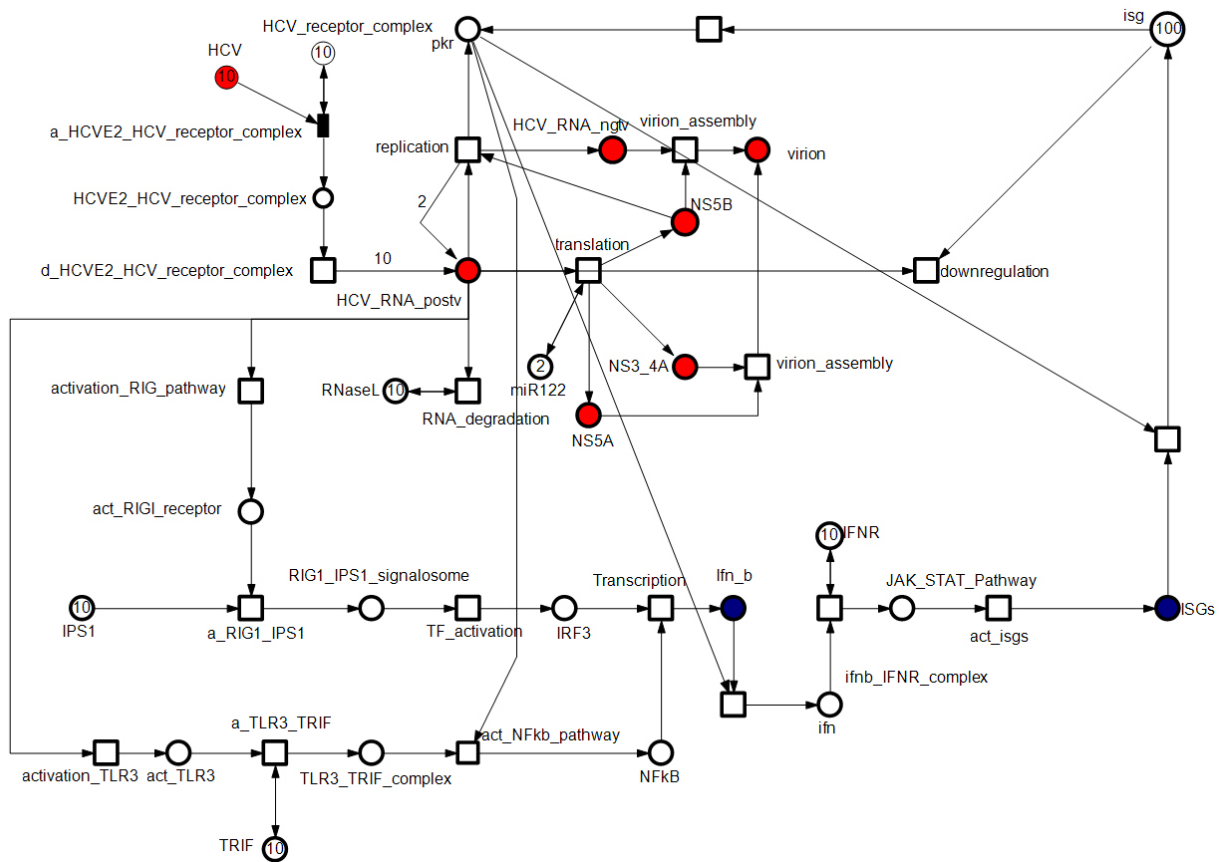 HCV_receptor_complex
isg
HCV
10
10
pkr
100
a_HCVE2_HCV_receptor_complex
HCV_RNA_ngtv
virion_assembly
replication
virion
HCVE2_HCV_receptor_complex
2
NS5B
translation
d_HCVE2_HCV_receptor_complex
10
downregulation
HCV_RNA_postv
activation_RIG_pathway
RNaseL
10
2
miR122
NS3_4A
virion_assembly
RNA_degradation
NS5A
act_RIGI_receptor
10
IFNR
RIG1_IPS1_signalosome
Transcription
Ifn_b
JAK_STAT_Pathway
10
IPS1
a_RIG1_IPS1
TF_activation
IRF3
act_isgs
ISGs
ifnb_IFNR_complex
ifn
a_TLR3_TRIF
act_NFkb_pathway
activation_TLR3
act_TLR3
TLR3_TRIF_complex
NFkB
TRIF
10